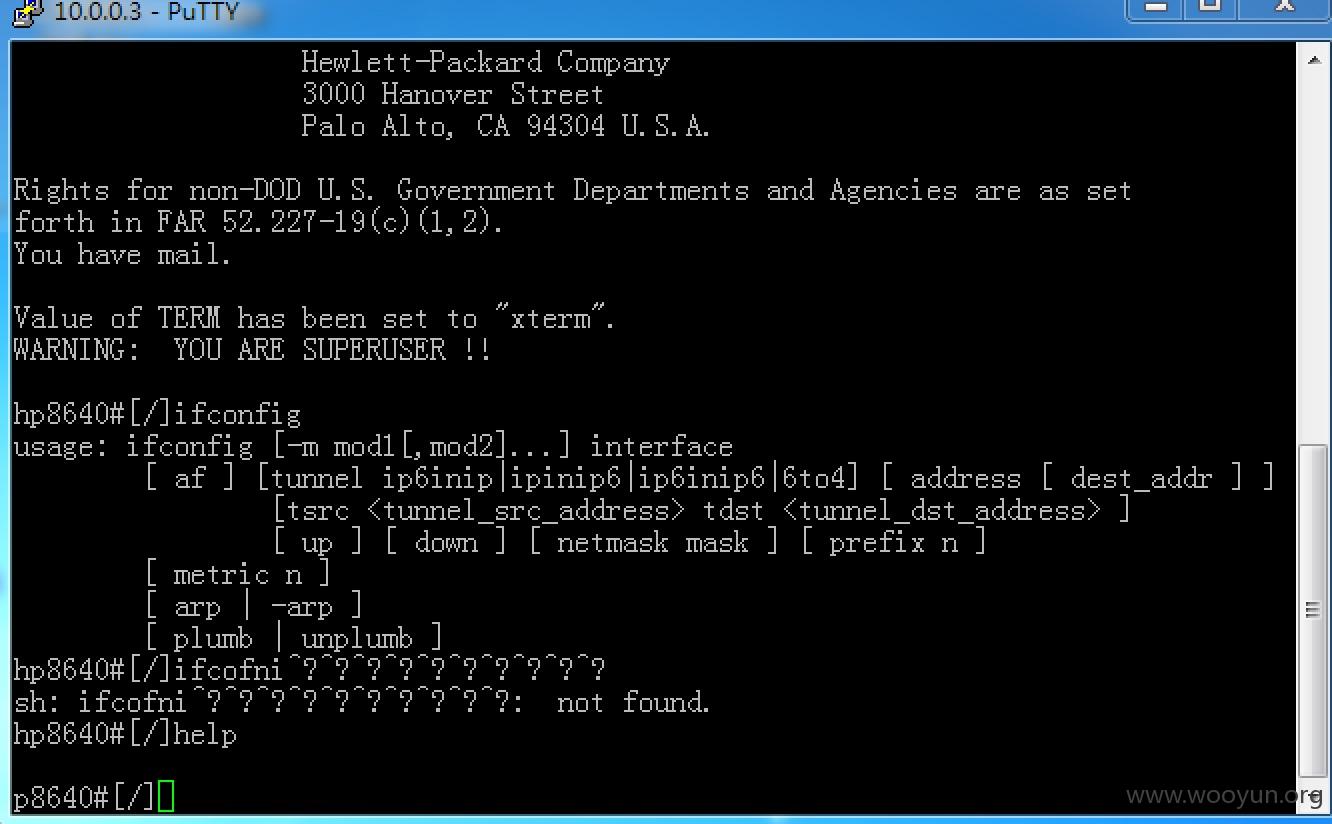 10.0.0.3 - PuTTY
Hewlett-Packard Company
3000 Hanover Street
Palo Alto, CA 94304 U.S.A.
Rights for non-DOD U.S. Government Departments and Agencies are as set
forth in FAR 52.227-19(c)(1,2).
You have mail.
Value of TERM has been set to "xterm".
WARNING:  YOU ARE SUPERUSER !!
hp8640#[/]ifconfig
usage: ifconfig [-m mod1[,mod2]...] interface
[ af ] [tunnel ip6inip|ipinip6|ip6inip6|6to4] [ address [ dest_addr ] ]
[tsrc <tunnel_src_address> tdst <tunnel_dst_address> ]
[ up ] [ down ] [ netmask mask ] [ prefix n ]
[ metric n ]
[ arp | -arp ]
[ plumb | unplumb ]
hp8640#[/]ifcofni^?^?^?^?^?^?^?^?^?^?
sh: ifcofni^?^?^?^?^?^?^?^?^?^?:  not found.
hp8640#[/]help
p8640#[/]
www.wooyun.org